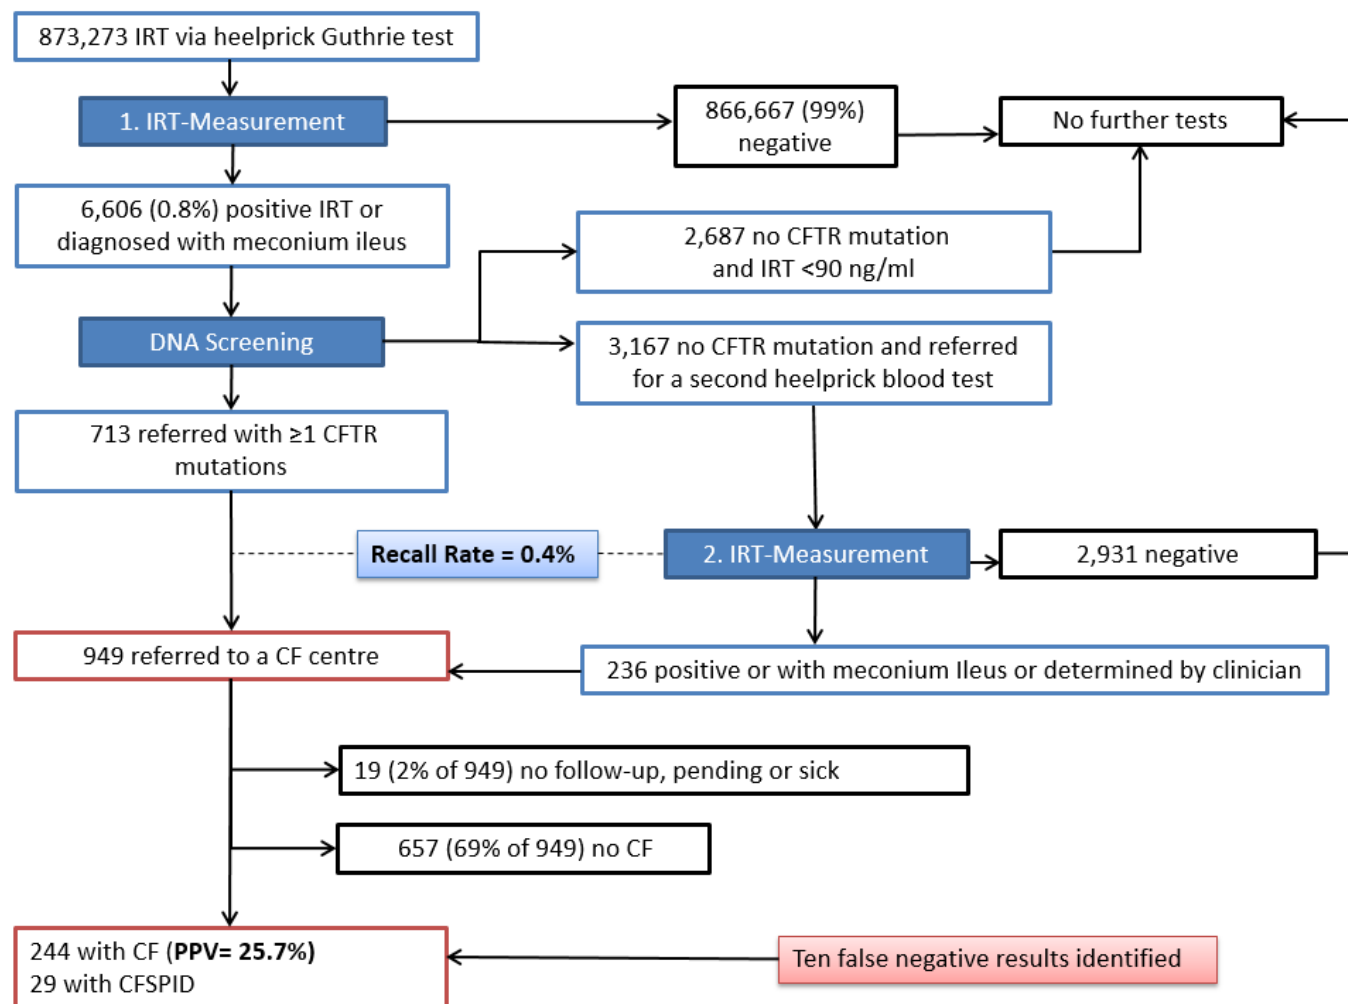 873,273 IRT via heelprick Guthrie test
1. IRT-Measurement
866,667 (99%)
negative
No further tests
6,606 (0.8%) positive IRT or
diagnosed with meconium ileus
2,687 no CFTR mutation
and IRT <90 ng/ml
DNA Screening
3,167 no CFTR mutation and referred
for a second heelprick blood test
713 referred with ≥1 CFTR
mutations
Recall Rate = 0.4%
2. IRT-Measurement
2,931 negative
949 referred to a CF centre
236 positive or with meconium Ileus or determined by clinician
19 (2% of 949) no follow-up, pending or sick
657 (69% of 949) no CF
244 with CF (PPV= 25.7%)
29 with CFSPID
Ten false negative results identified